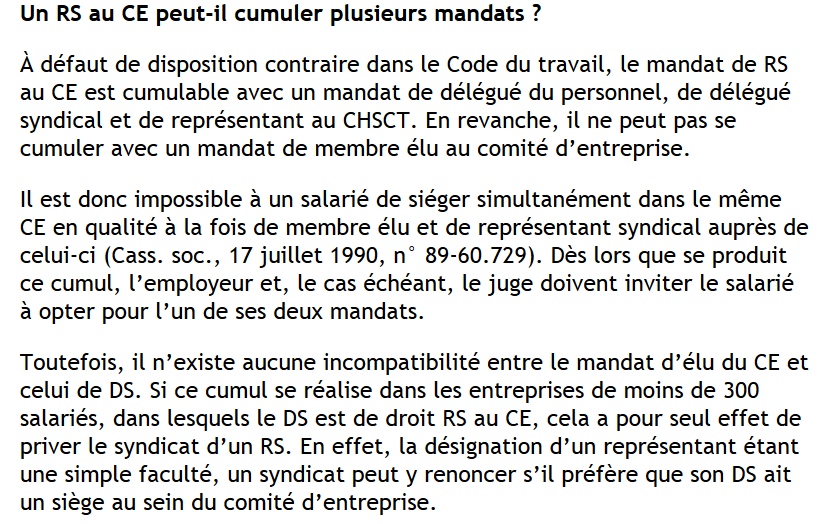 Un RS au CE peut-il cumuler plusieurs mandats ?
À défaut de disposition contraire dans le Code du travail, le mandat de RS
au CE est cumulable avec un mandat de délégué du personnel, de délégué
syndical et de représentant au CHSCT. En revanche, il ne peut pas se
cumuler avec un mandat de membre élu au comité d’entreprise.
Il est donc impossible à un salarié de siéger simultanément dans le même
CE en qualité à la fois de membre élu et de représentant syndical auprès de
celui-ci (Cass. soc., 17 juillet 1990, n° 89-60.729). Dès lors que se produit
ce cumul, l’employeur et, le cas échéant, le juge doivent inviter le salarié
à opter pour l’un de ses deux mandats.
Toutefois, il n’existe aucune incompatibilité entre le mandat d’élu du CE et
celui de DS. Si ce cumul se réalise dans les entreprises de moins de 300
salariés, dans lesquels le DS est de droit RS au CE, cela a pour seul effet de
priver le syndicat d’un RS. En effet, la désignation d’un représentant étant
une simple faculté, un syndicat peut y renoncer s’il préfère que son DS ait
un siège au sein du comité d’entreprise.